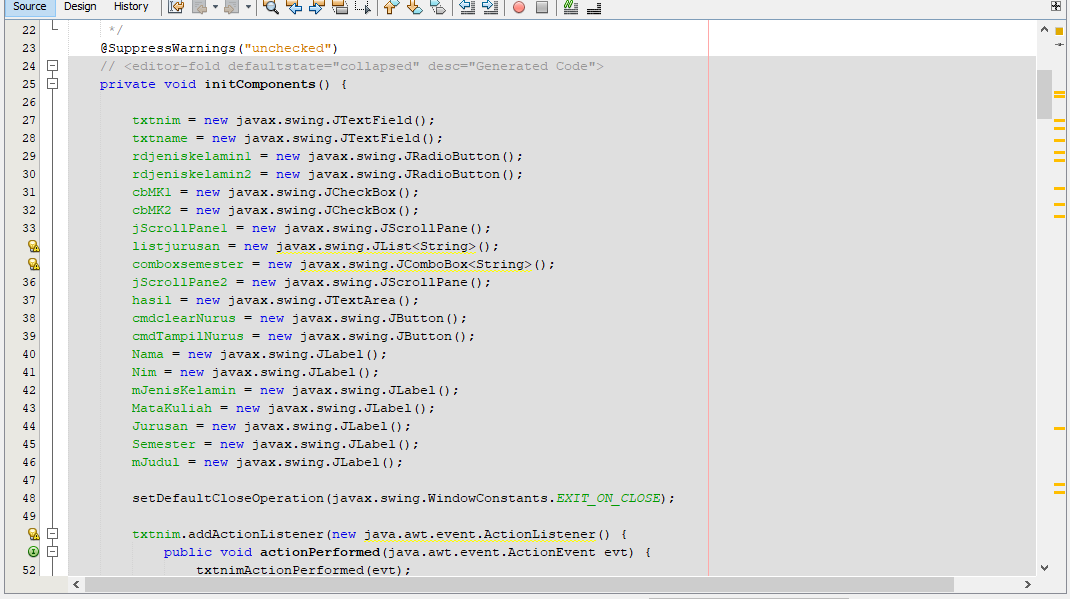 Source Design History
22 */
23 @SuppressWarnings("unchecked")
24 // <editor-fold defaultstate="collapsed" desc="Generated Code">
25 private void initComponents() {
26
27 txtnim = new javax.swing.JTextField();
28 txtname = new javax.swing.JTextField();
29 rdjeniskelamin1 = new javax.swing.JRadioButton();
30 rdjeniskelamin2 = new javax.swing.JRadioButton();
31 cbMK1 = new javax.swing.JCheckBox();
32 cbMK2 = new javax.swing.JCheckBox();
33 jScrollPane1 = new javax.swing.JScrollPane();
listjurusan = new javax.swing.JList<String>();
comboxsemester = new javax.swing.JComboBox<String>();
36 jScrollPane2 = new javax.swing.JScrollPane();
37 hasil = new javax.swing.JTextArea();
38 cmdclearNurus = new javax.swing.JButton();
39 cmdTampilNurus = new javax.swing.JButton();
40 Nama = new javax.swing.JLabel();
41 Nim = new javax.swing.JLabel();
42 mJenisKelamin = new javax.swing.JLabel();
43 MataKuliah = new javax.swing.JLabel();
44 Jurusan = new javax.swing.JLabel();
45 Semester = new javax.swing.JLabel();
46 mJudul = new javax.swing.JLabel();
47
48 setDefaultCloseOperation(javax.swing.WindowConstants.EXIT_ON_CLOSE);
49
txtnim.addActionListener(new java.awt.event.ActionListener() {
public void actionPerformed(java.awt.event.ActionEvent evt) {
52 txtnimActionPerformed(evt);